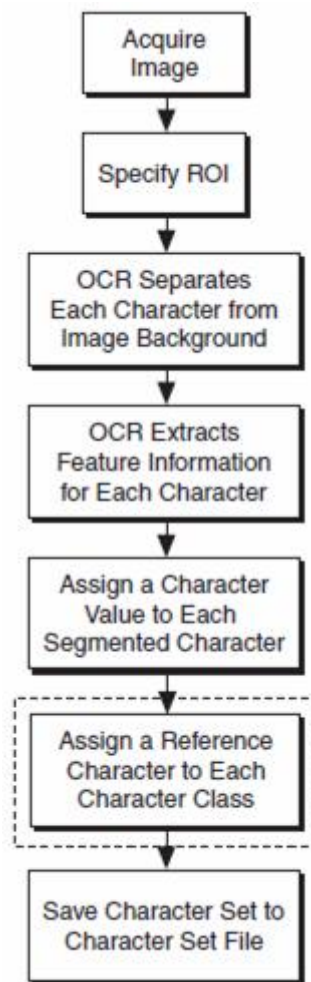 Acquire
Image
Specify ROI
OCR Separates
Each Character from
Image Background
OCR Extracts
Feature Information
for Each Character
Assign a Character
Value to Each
Segmented Character
Assign a Reference
Character to Each
Character Class
Save Character Set to
Character Set File